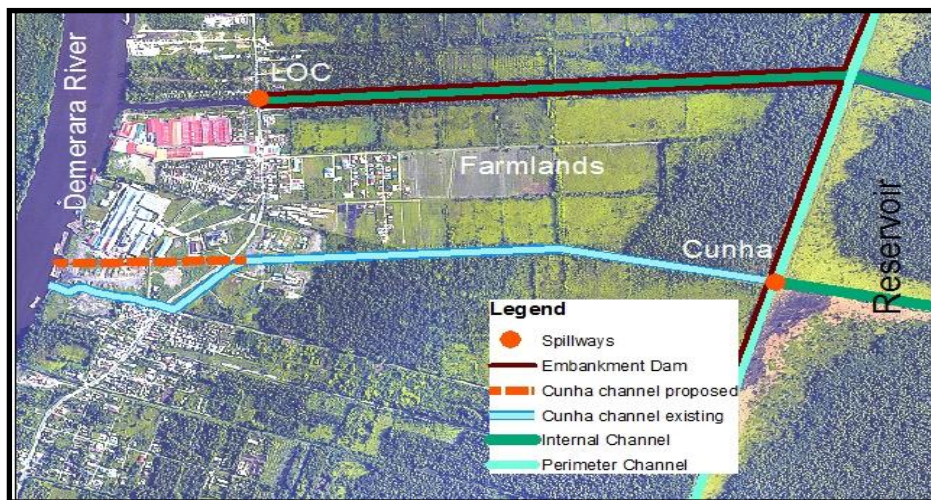 Demerara River
LOC
Farmlands
Cunha
Reservoir
Legend
Spillways
Embankment Dam
Cunha channel proposed
Cunha channel existing
Internal Channel
Perimeter Channel